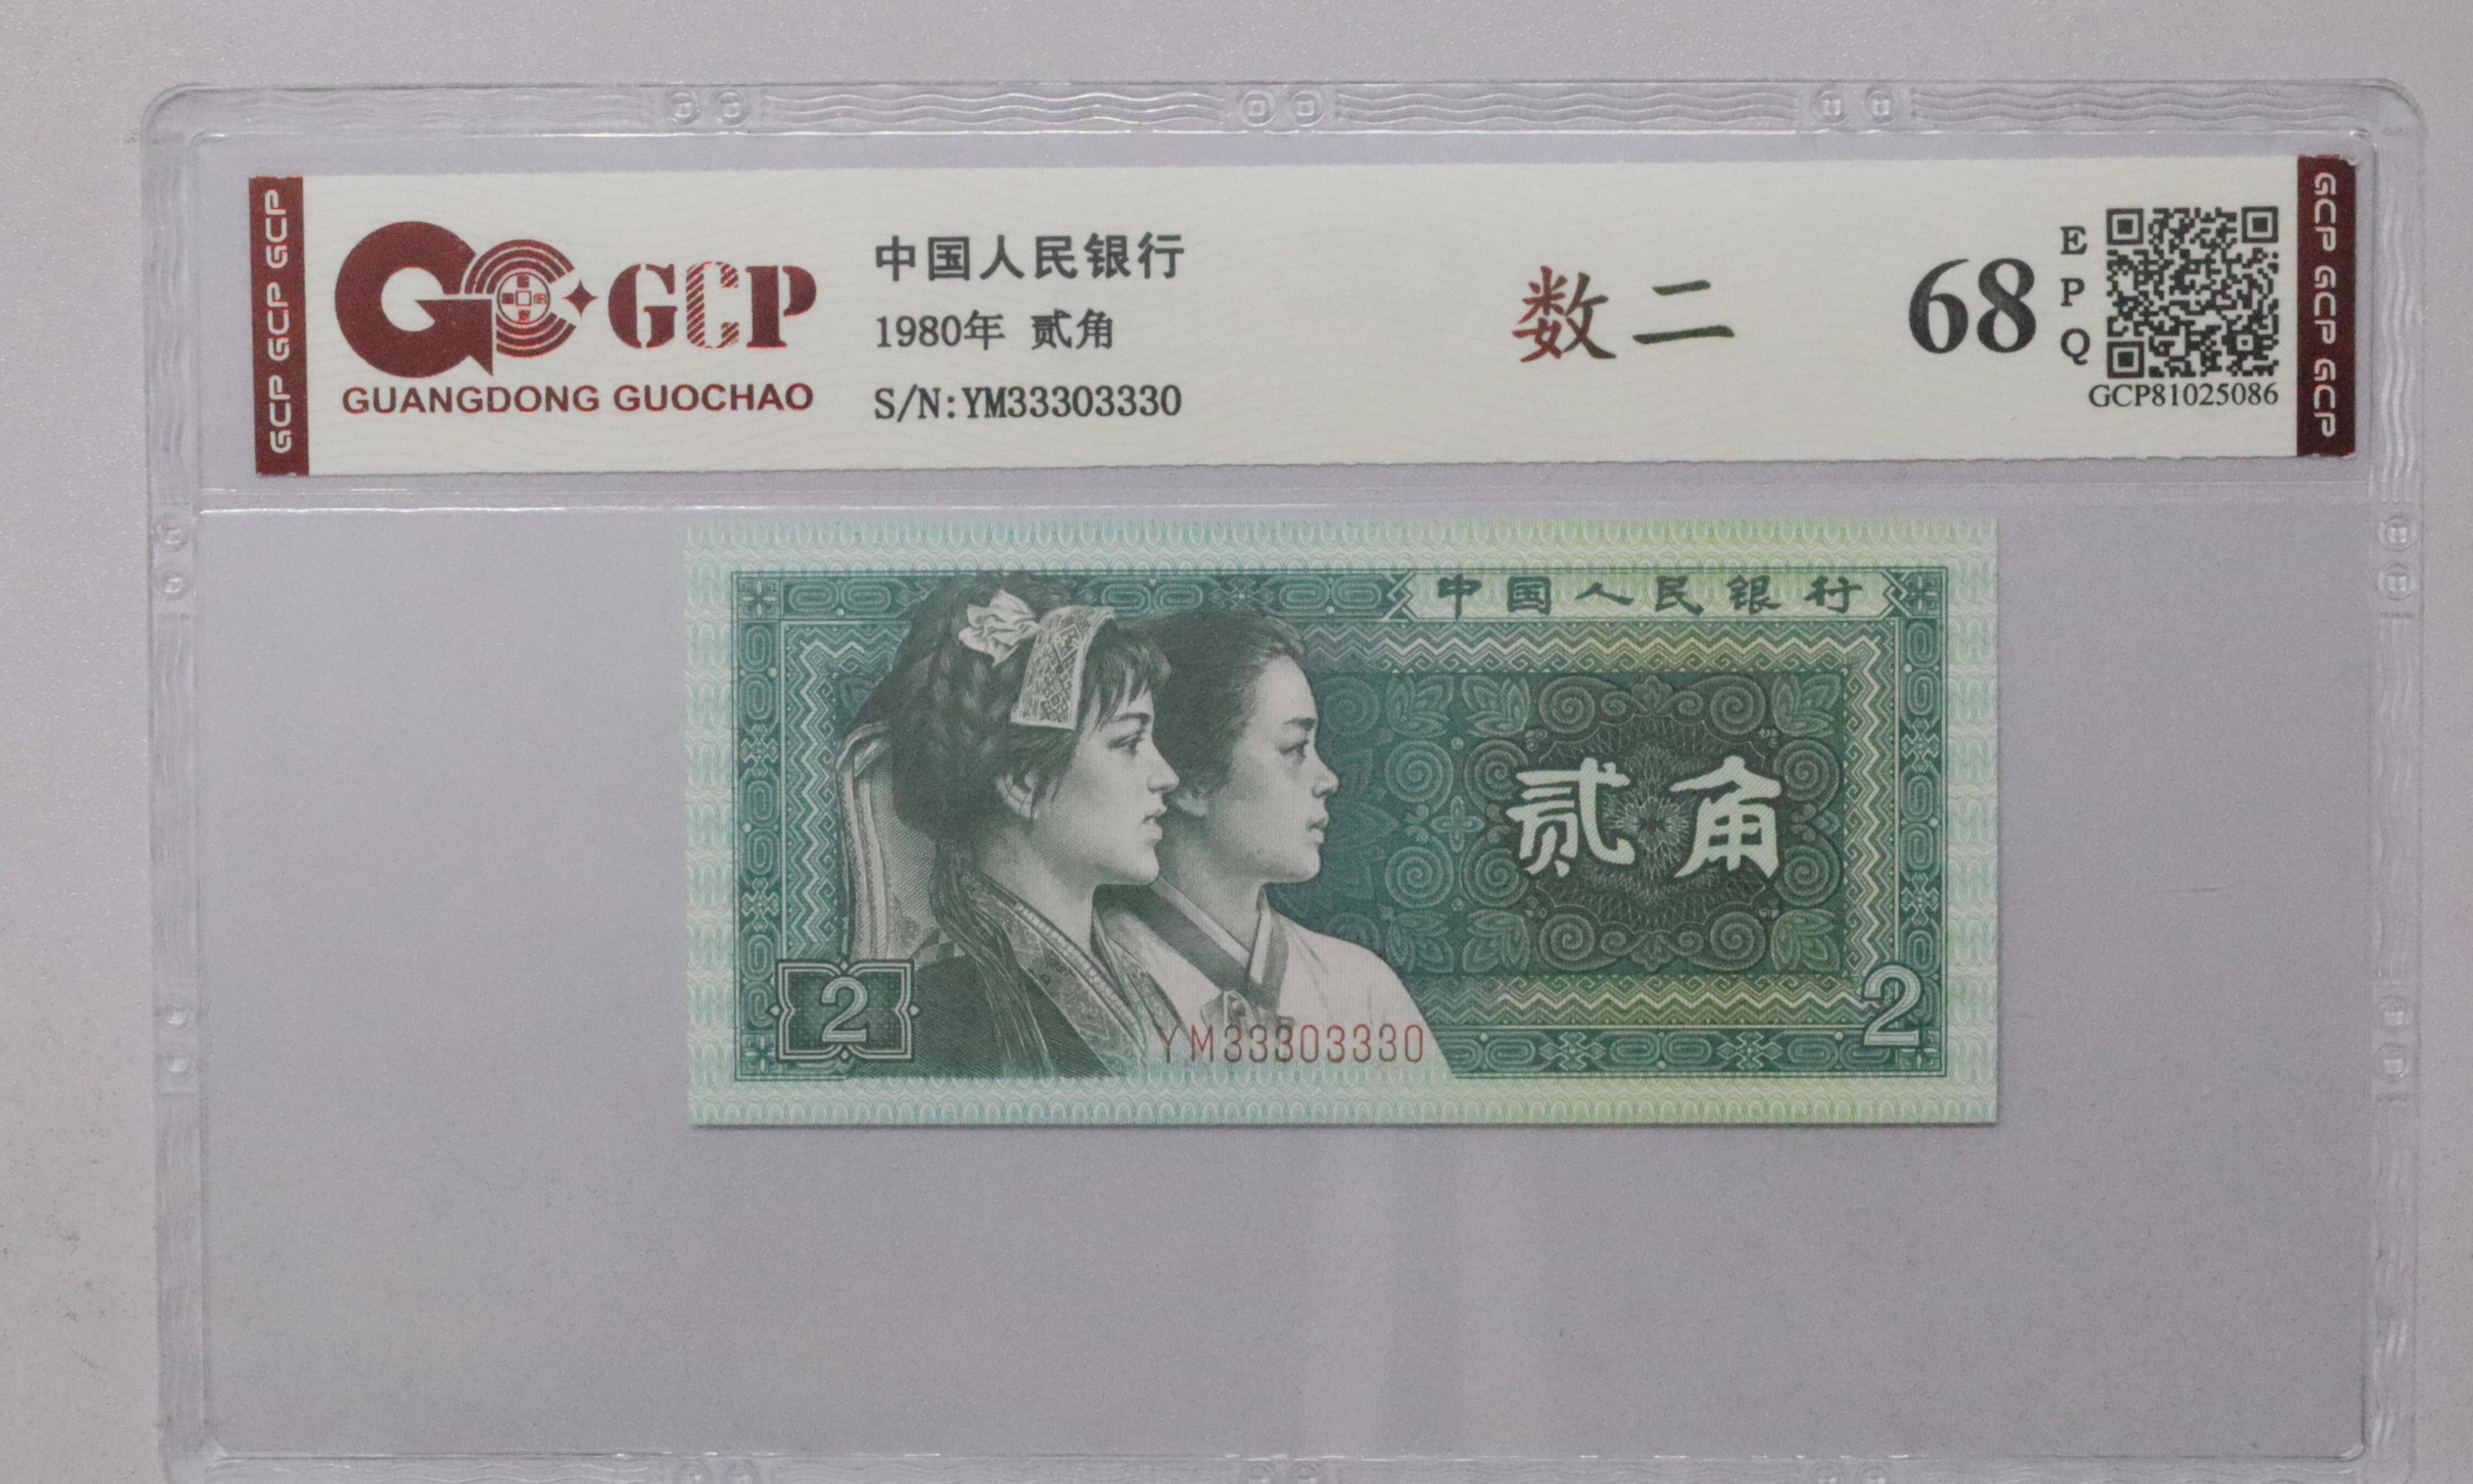 GCP GCP GCP
GCP
GUANGDONG GUOCHAO
中国人民银行
1980年 贰角
S/N:YM33303330
数二
68
EPQ
GCP81025086
GCP GCP GCP
中国人民银行
贰角
2
2
YM33303330